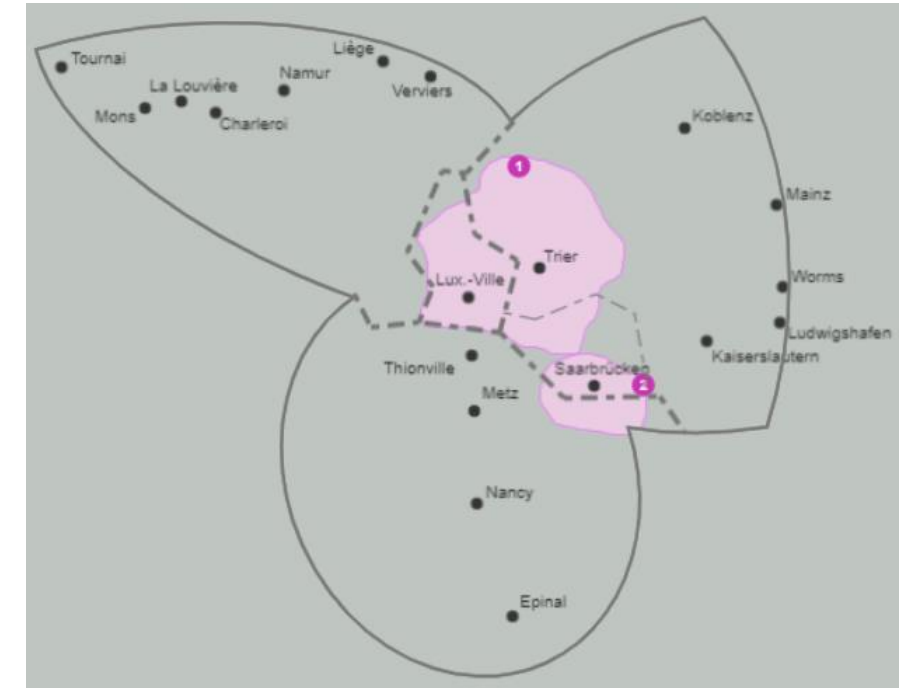 Liège
Tournai
Namur
La Louvière
Verviers
Mons
Charleroi
Koblenz
1
Mainz
Trier
Lux.-Ville
Worms
Ludwigshafen
Kaiserslautern
Thionville
Saarbrücken
2
Metz
Nancy
Epinal